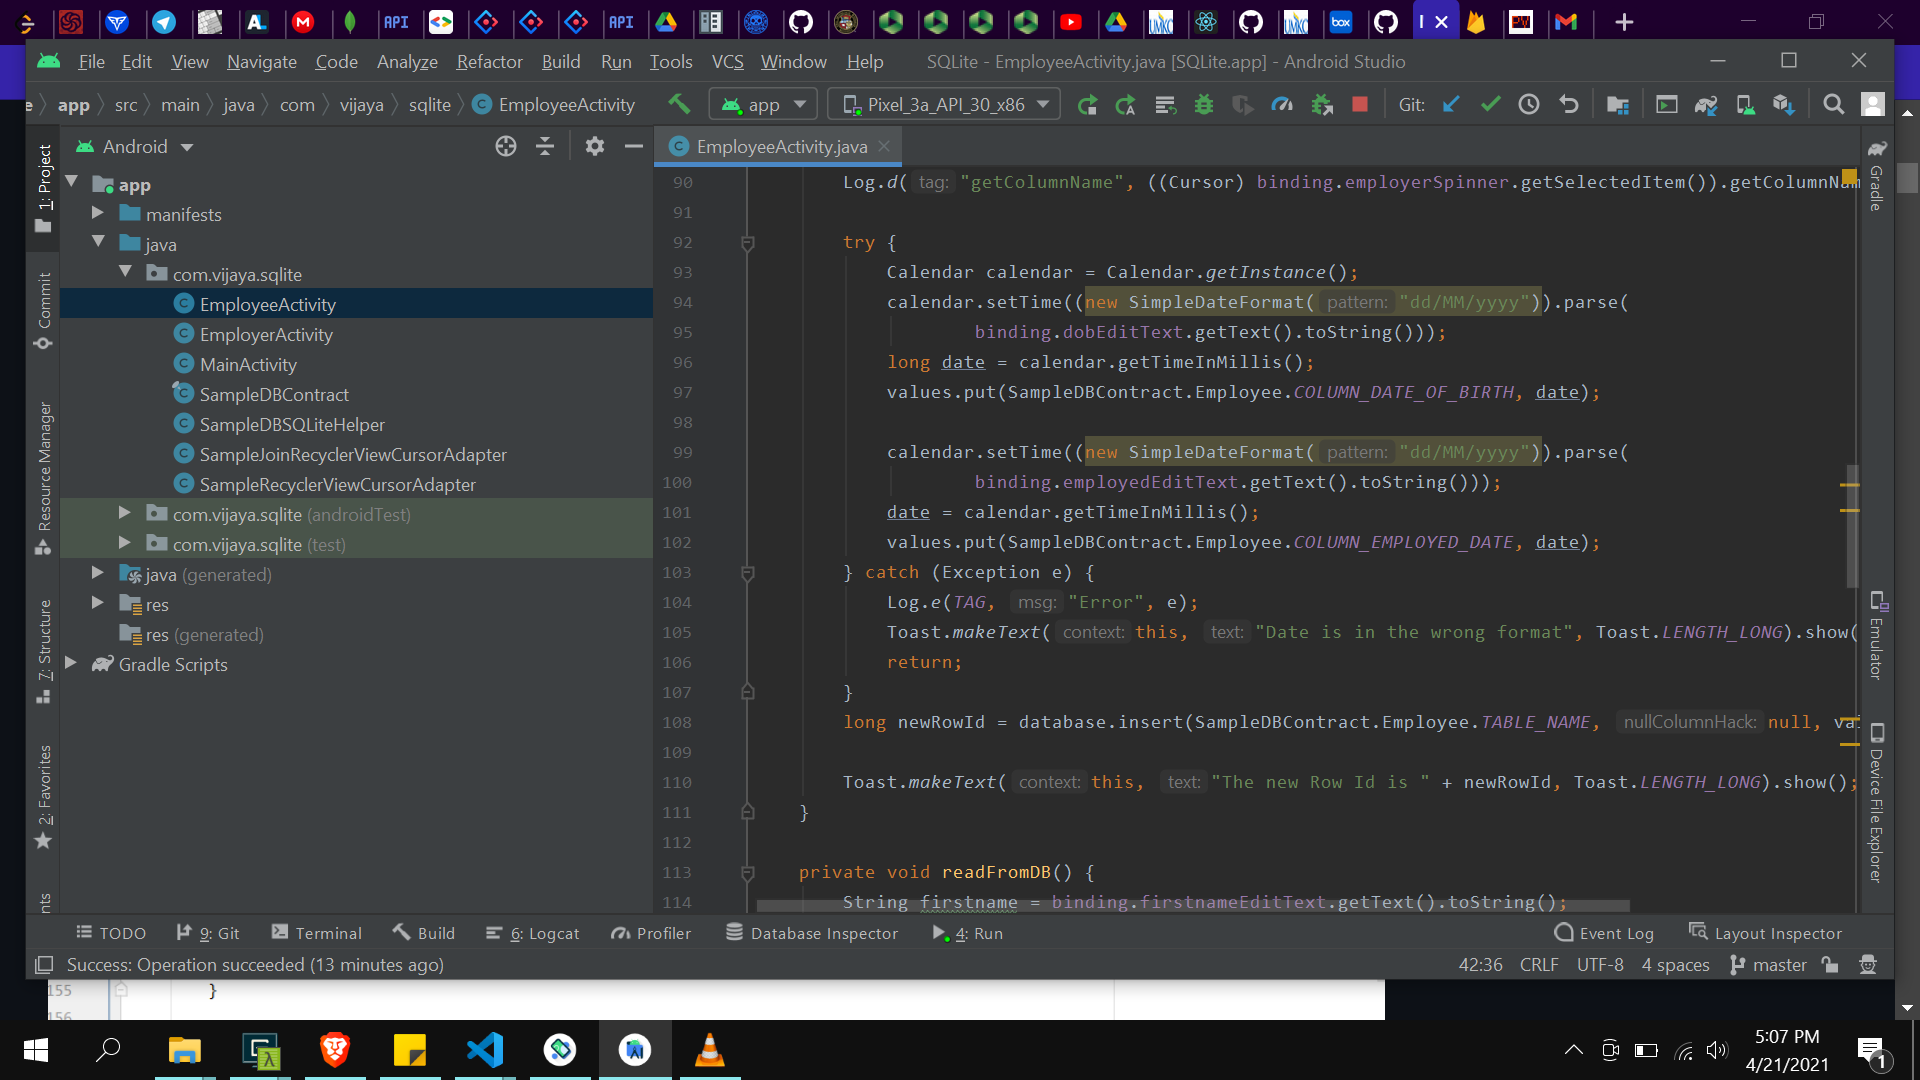 API
API
File Edit View Navigate Code Analyze Refactor Build Run Tools VCS Window Help SQLite - EmployeeActivity.java [SQLite.app] - Android Studio
e app src main java com vijaya sqlite EmployeeActivity app Pixel_3a_API_30_x86 Git:
Android
EmployeeActivity.java
1: Project
Commit
Resource Manager
7: Structure
2: Favorites
nts
app
manifests
java
com.vijaya.sqlite
EmployeeActivity
EmployerActivity
MainActivity
SampleDBContract
SampleDBSQLiteHelper
SampleJoinRecyclerViewCursorAdapter
SampleRecyclerViewCursorAdapter
com.vijaya.sqlite (androidTest)
com.vijaya.sqlite (test)
java (generated)
res
res (generated)
Gradle Scripts
90 Log.d( tag: "getColumnName", ((Cursor) binding.employerSpinner.getSelectedItem()).getColumnNam
91
92 try {
93 Calendar calendar = Calendar.getInstance();
94 calendar.setTime((new SimpleDateFormat( pattern: "dd/MM/yyyy")).parse(
95 binding.dobEditText.getText().toString()));
96 long date = calendar.getTimeInMillis();
97 values.put(SampleDBContract.Employee.COLUMN_DATE_OF_BIRTH, date);
98
99 calendar.setTime((new SimpleDateFormat( pattern: "dd/MM/yyyy")).parse(
100 binding.employedEditText.getText().toString()));
101 date = calendar.getTimeInMillis();
102 values.put(SampleDBContract.Employee.COLUMN_EMPLOYED_DATE, date);
103 } catch (Exception e) {
104 Log.e(TAG, msg: "Error", e);
105 Toast.makeText( context: this, text: "Date is in the wrong format", Toast.LENGTH_LONG).show(
106 return;
107 }
108 long newRowId = database.insert(SampleDBContract.Employee.TABLE_NAME, nullColumnHack: null, val
109
110 Toast.makeText( context: this, text: "The new Row Id is " + newRowId, Toast.LENGTH_LONG).show();
111 }
112
113 private void readFromDB() {
114 String firstname = binding.firstnameEditText.getText().toString();
Gradle
Emulator
Device File Explorer
TODO 9: Git Terminal Build 6: Logcat Profiler Database Inspector 4: Run Event Log Layout Inspector
Success: Operation succeeded (13 minutes ago) 42:36 CRLF UTF-8 4 spaces master
155 }
156
5:07 PM
4/21/2021
1